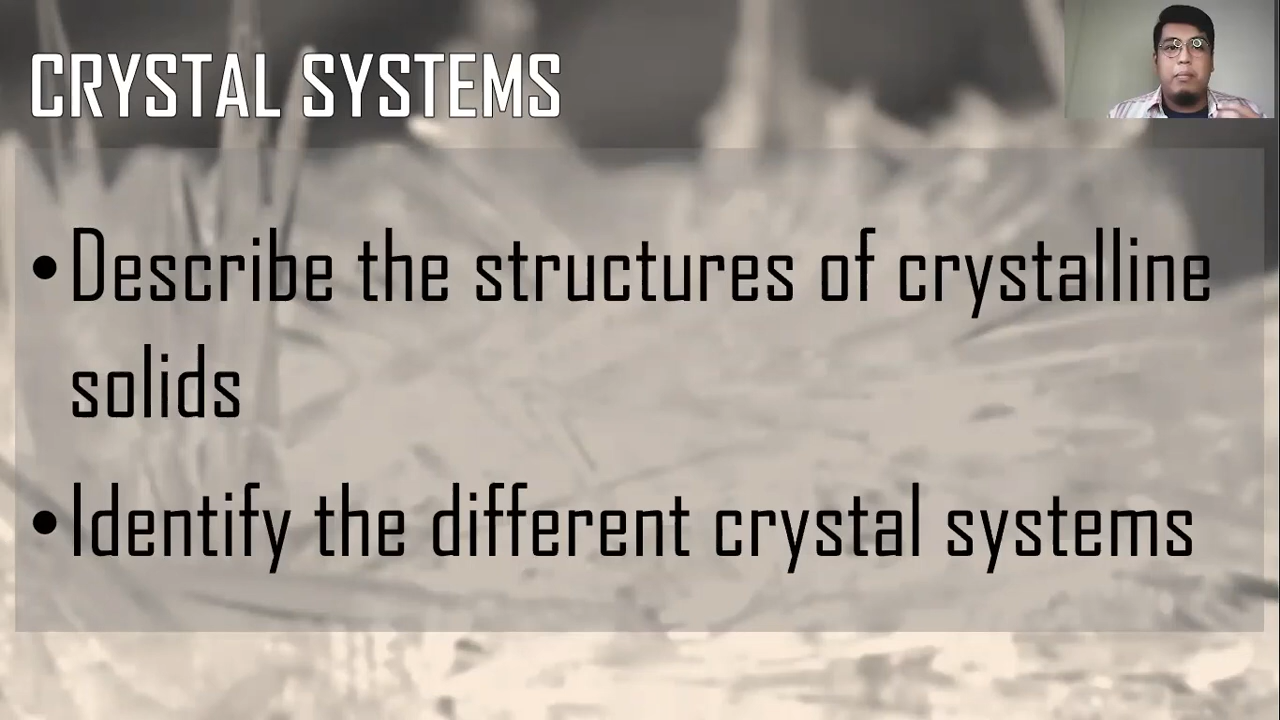 CRYSTAL SYSTEMS
•Describe the structures of crystalline
solids
•Identify the different crystal systems